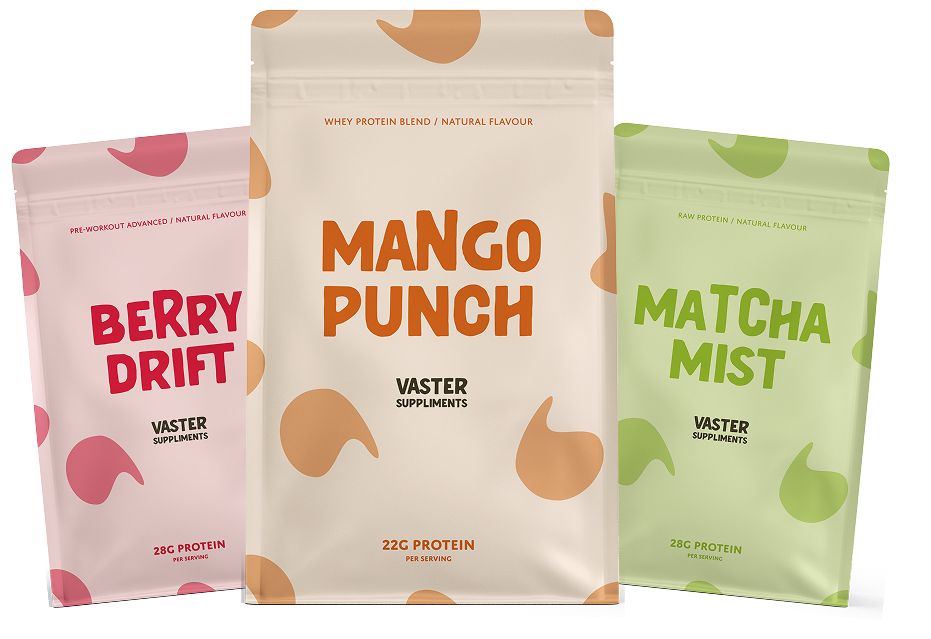 PRE-WORKOUT ADVANCED / NATURAL FLAVOUR
BERRY
DRIFT
VASTER
SUPPLIMENTS
28G PROTEIN
PER SERVING
WHEY PROTEIN BLEND / NATURAL FLAVOUR
MANGO
PUNCH
VASTER
SUPPLIMENTS
22G PROTEIN
PER SERVING
RAW PROTEIN / NATURAL FLAVOUR
MATCHA
MIST
VASTER
SUPPLIMENTS
28G PROTEIN
PER SERVING